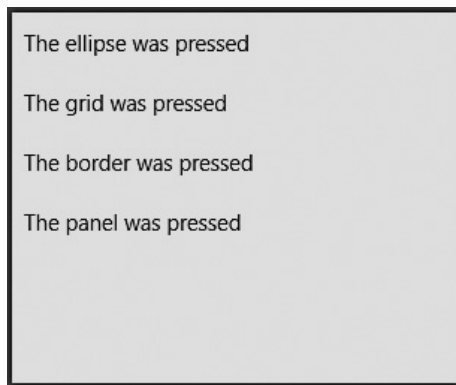 The ellipse was pressed
The grid was pressed
The border was pressed
The panel was pressed